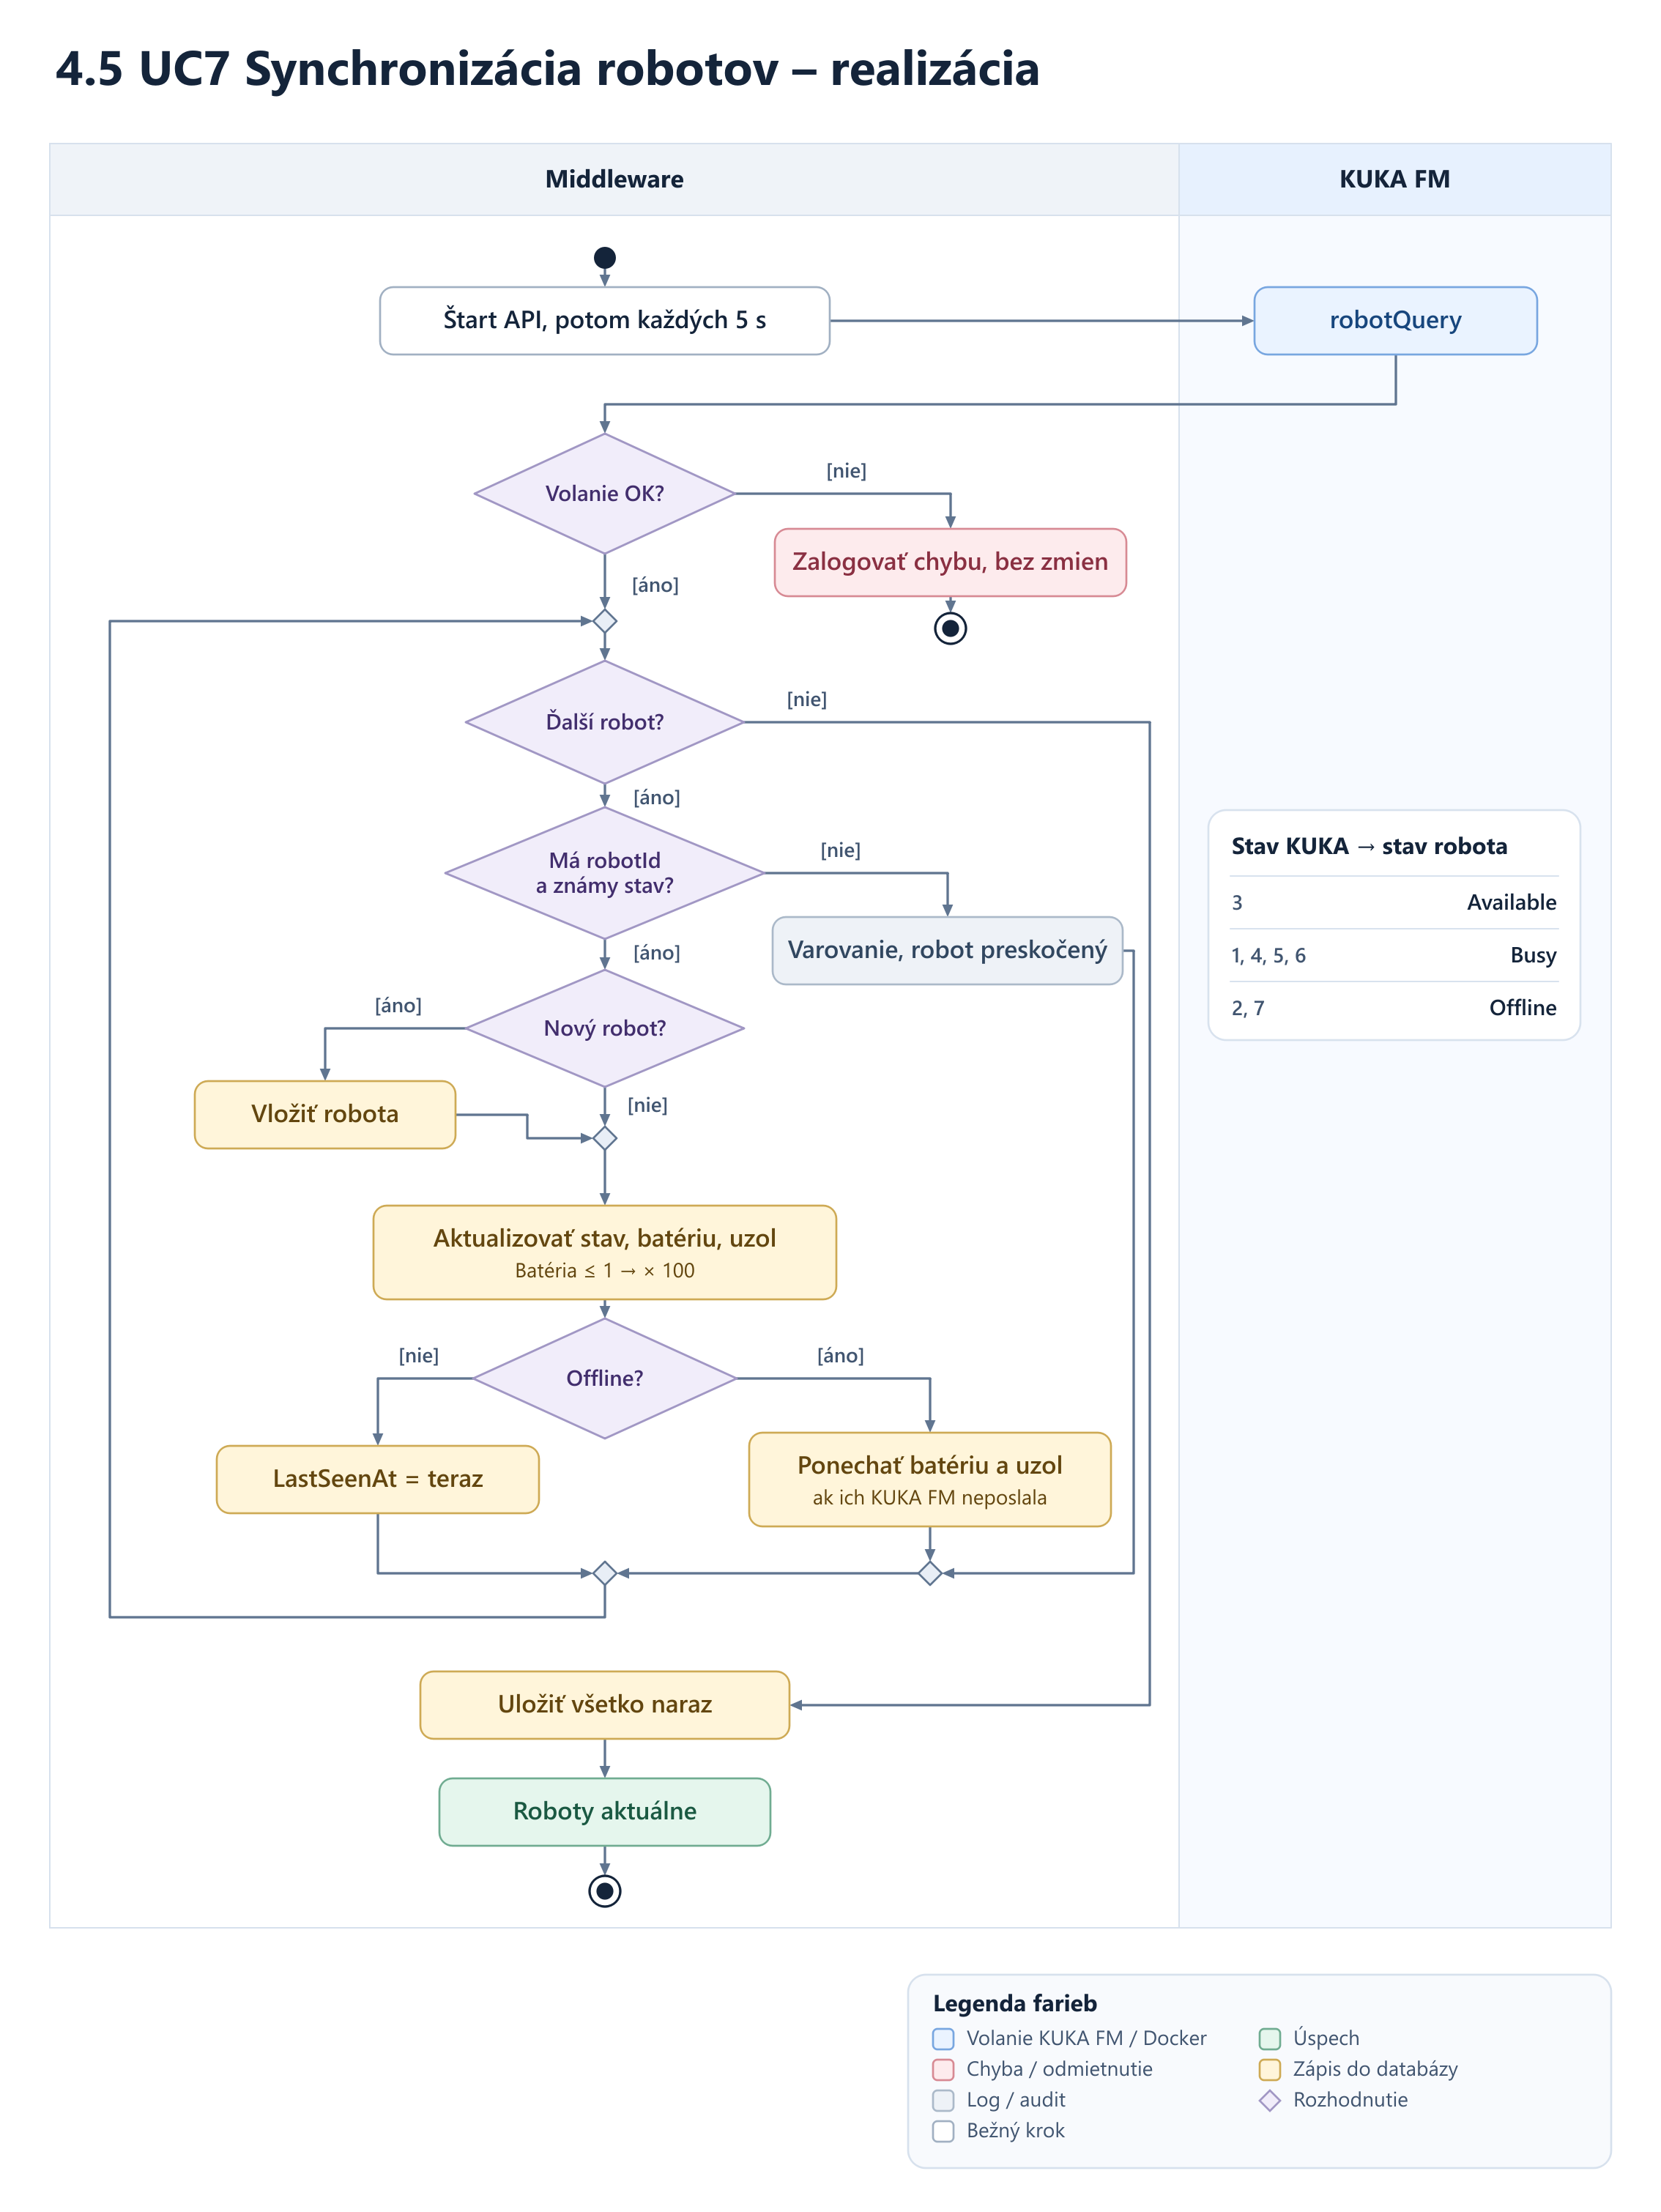 4.5 UC7 Synchronizácia robotov – realizácia
Middleware
KUKA FM
Štart API, potom každých 5 s
robotQuery
Volanie OK?
[nie]
Zalogovať chybu, bez zmien
[áno]
Ďalší robot?
[nie]
[áno]
Má robotId
a známy stav?
[nie]
Varovanie, robot preskočený
[áno]
Nový robot?
[áno]
Vložiť robota
[nie]
Aktualizovať stav, batériu, uzol
Batéria ≤ 1 → × 100
Offline?
[nie]
[áno]
LastSeenAt = teraz
Ponechať batériu a uzol
ak ich KUKA FM neposlala
Uložiť všetko naraz
Roboty aktuálne
Stav KUKA → stav robota
3 Available
1, 4, 5, 6 Busy
2, 7 Offline
Legenda farieb
Volanie KUKA FM / Docker
Chyba / odmietnutie
Log / audit
Bežný krok
Úspech
Zápis do databázy
Rozhodnutie